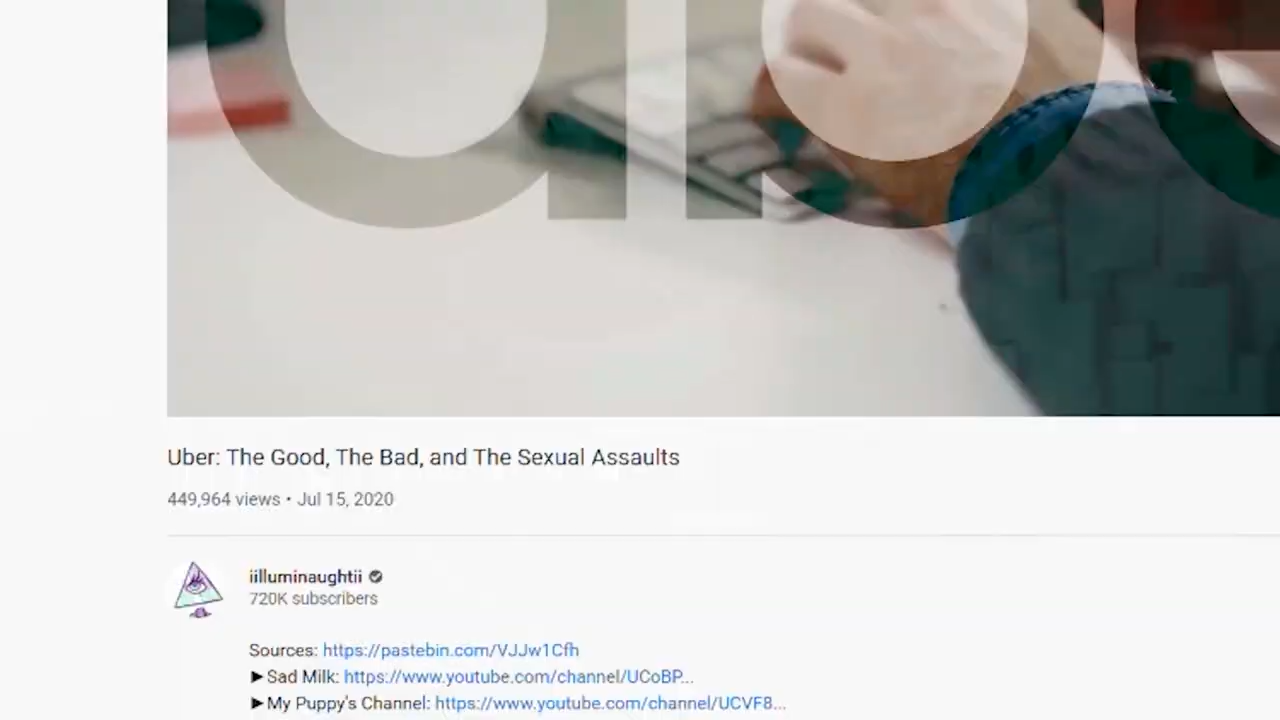 Uber
Uber: The Good, The Bad, and The Sexual Assaults
449,964 views • Jul 15, 2020
iilluminaughtii
720K subscribers
Sources: https://pastebin.com/VJJw1Cfh
►Sad Milk: https://www.youtube.com/channel/UCoBP...
►My Puppy's Channel: https://www.youtube.com/channel/UCVF8...